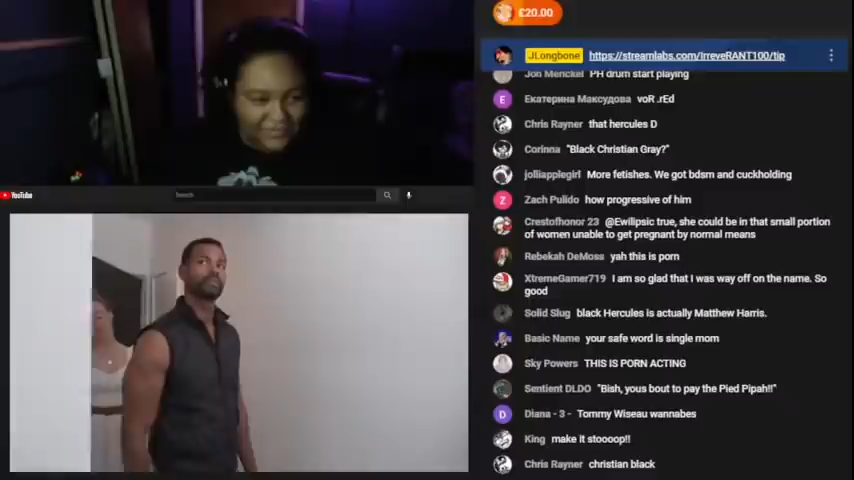 £20.00
JLongbone https://streamlabs.com/IrreveRANT100/tip
Jon Menckel PH drum start playing
Екатерина Максудова voR .rEd
Chris Rayner that hercules D
Corinna "Black Christian Gray?"
jolliapplegirl More fetishes. We got bdsm and cuckholding
Zach Pulido how progressive of him
Crestofhonor 23 @Ewilipsic true, she could be in that small portion
of women unable to get pregnant by normal means
Rebekah DeMoss yah this is porn
XtremeGamer719 I am so glad that I was way off on the name. So
good
Solid Slug black Hercules is actually Matthew Harris.
Basic Name your safe word is single mom
Sky Powers THIS IS PORN ACTING
Sentient DLDO "Bish, yous bout to pay the Pied Pipah!!"
Diana - 3 - Tommy Wiseau wannabes
King make it stoooop!!
Chris Rayner christian black
YouTube
Search